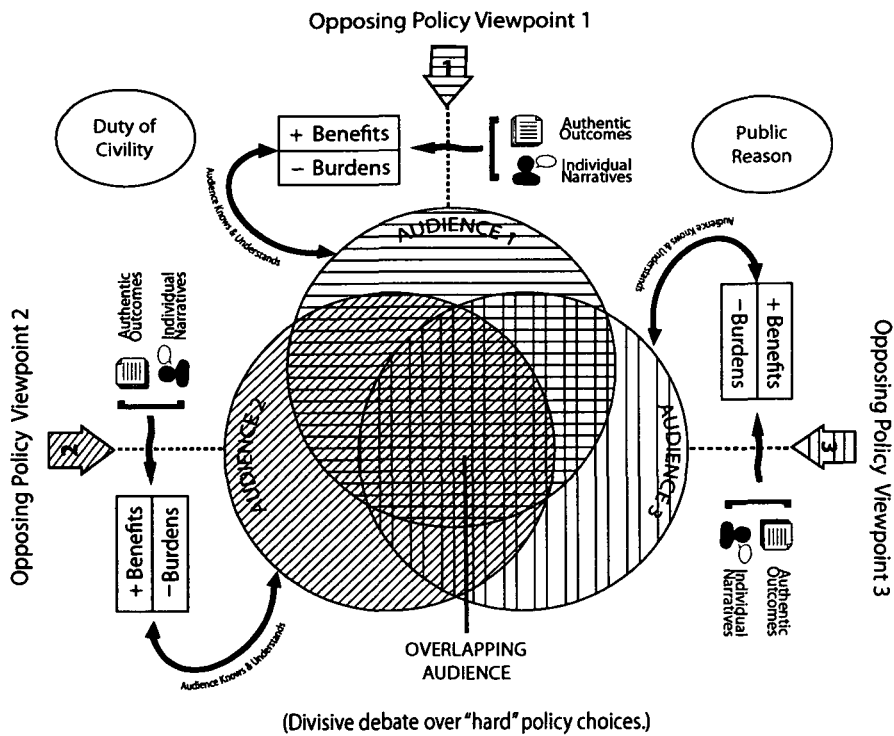 Opposing Policy Viewpoint 1
1
Duty of
Civility
+ Benefits
− Burdens
Authentic
Outcomes
Individual
Narratives
Public
Reason
Audience Knows & Understands
AUDIENCE 1
Opposing Policy Viewpoint 2
2
Authentic
Outcomes
Individual
Narratives
+ Benefits
− Burdens
Audience Knows & Understands
AUDIENCE 2
Opposing Policy Viewpoint 3
3
Audience Knows & Understands
+ Benefits
− Burdens
Authentic
Outcomes
Individual
Narratives
AUDIENCE 3
OVERLAPPING
AUDIENCE
(Divisive debate over "hard" policy choices.)